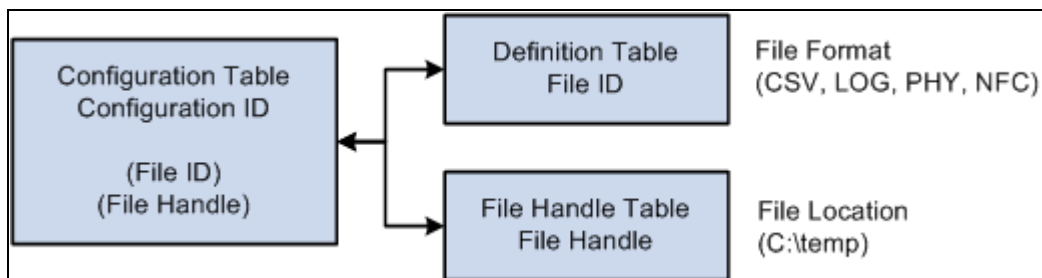 Configuration Table
Configuration ID
(File ID)
(File Handle)
Definition Table
File ID
File Format
(CSV, LOG, PHY, NFC)
File Handle Table
File Handle
File Location
(C:\temp)